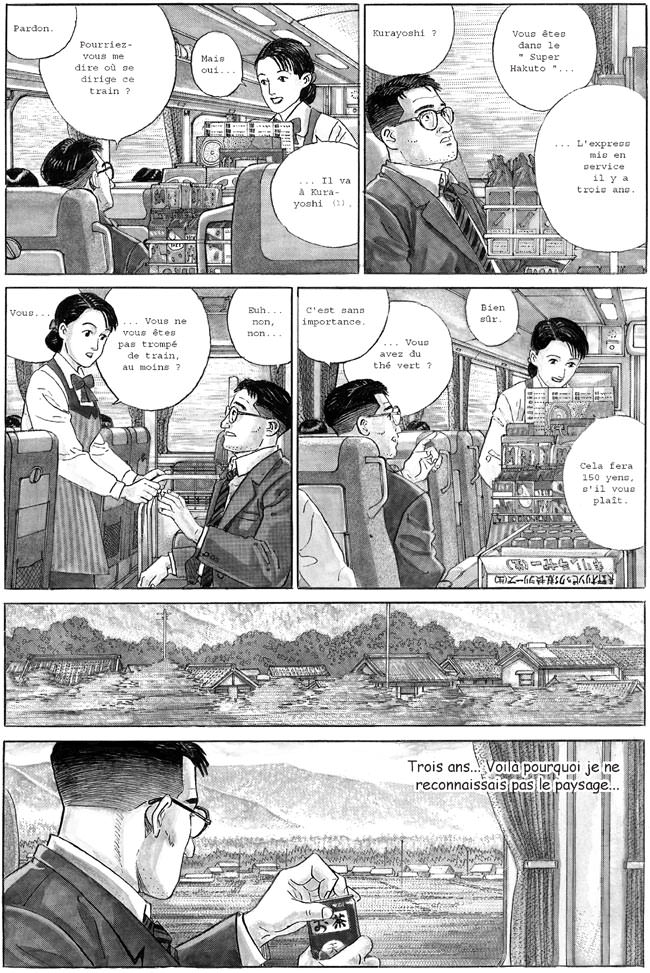 Pardon.
Pourriez-
vous me
dire où se
dirige ce
train ?
Mais
oui...
... Il va
à Kura-
yoshi (1).
Kurayoshi ?
Vous êtes
dans le
" Super
Hakuto "...
... L'express
mis en
service
il y a
trois ans.
Vous...
... Vous ne
vous êtes
pas trompé
de train,
au moins ?
Euh...
non,
non...
C'est sans
importance.
... Vous
avez du
thé vert ?
Bien
sûr.
Cela fera
150 yens,
s'il vous
plaît.
Trois ans... Voila pourquoi je ne
reconnaissais pas le paysage...
お茶